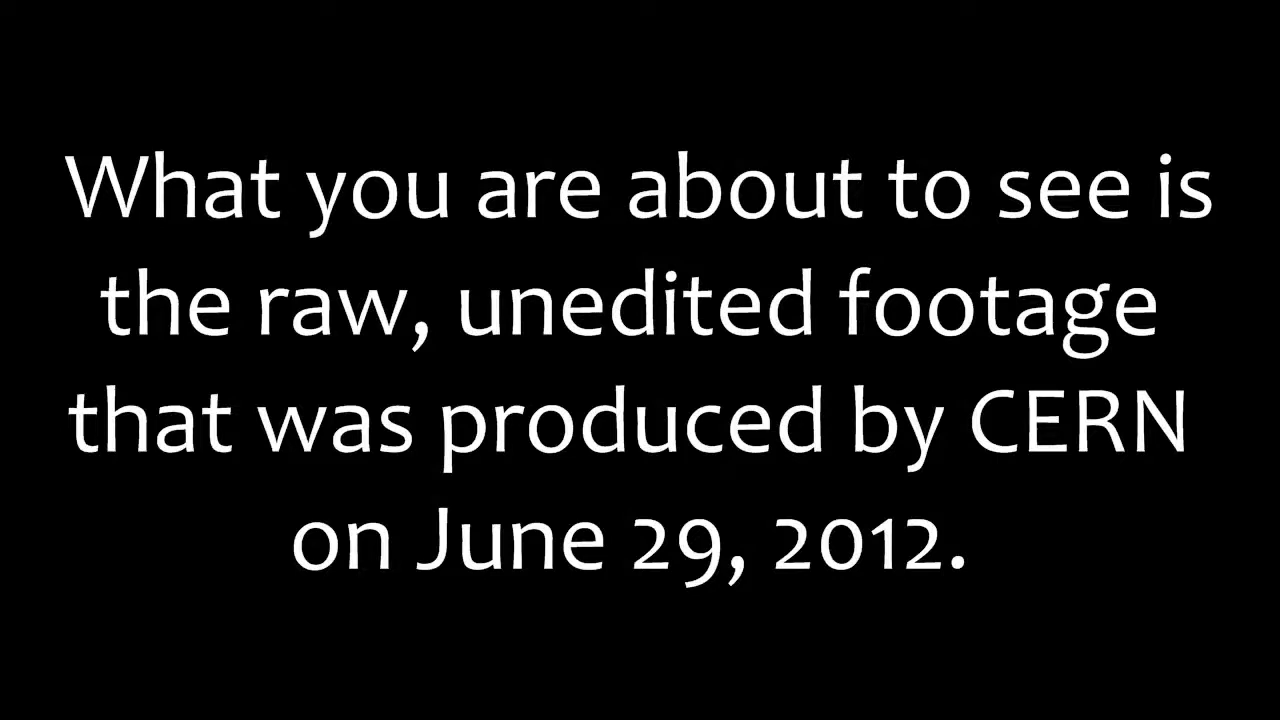 What you are about to see is
the raw, unedited footage
that was produced by CERN
on June 29, 2012.